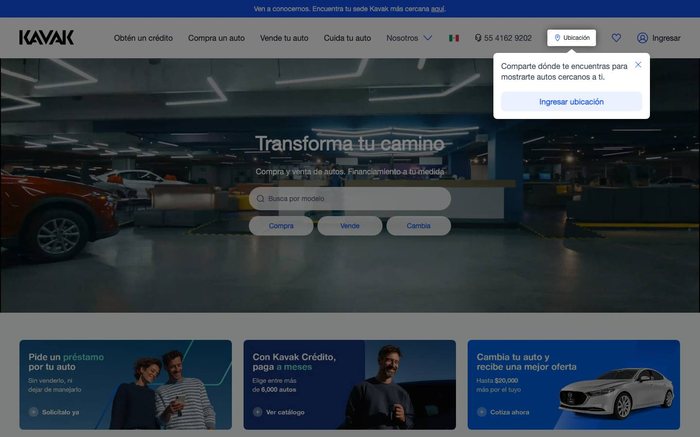 Ven a conocernos. Encuentra tu sede Kavak más cercana aquí.
KAVAK
Obtén un crédito
Compra un auto
Vende tu auto
Cuida tu auto
Nosotros
55 4162 9202
Ubicación
Ingresar
Comparte dónde te encuentras para
mostrarte autos cercanos a ti.
Ingresar ubicación
Transforma tu camino
Compra y venta de autos. Financiamiento a tu medida
Busca por modelo
Compra
Vende
Cambia
Pide un préstamo
por tu auto
Sin venderlo, ni
dejar de manejarlo
Solicítalo ya
Con Kavak Crédito,
paga a meses
Elige entre más
de 6,000 autos
Ver catálogo
Cambia tu auto y
recibe una mejor oferta
Hasta $20,000
más por el tuyo
Cotiza ahora